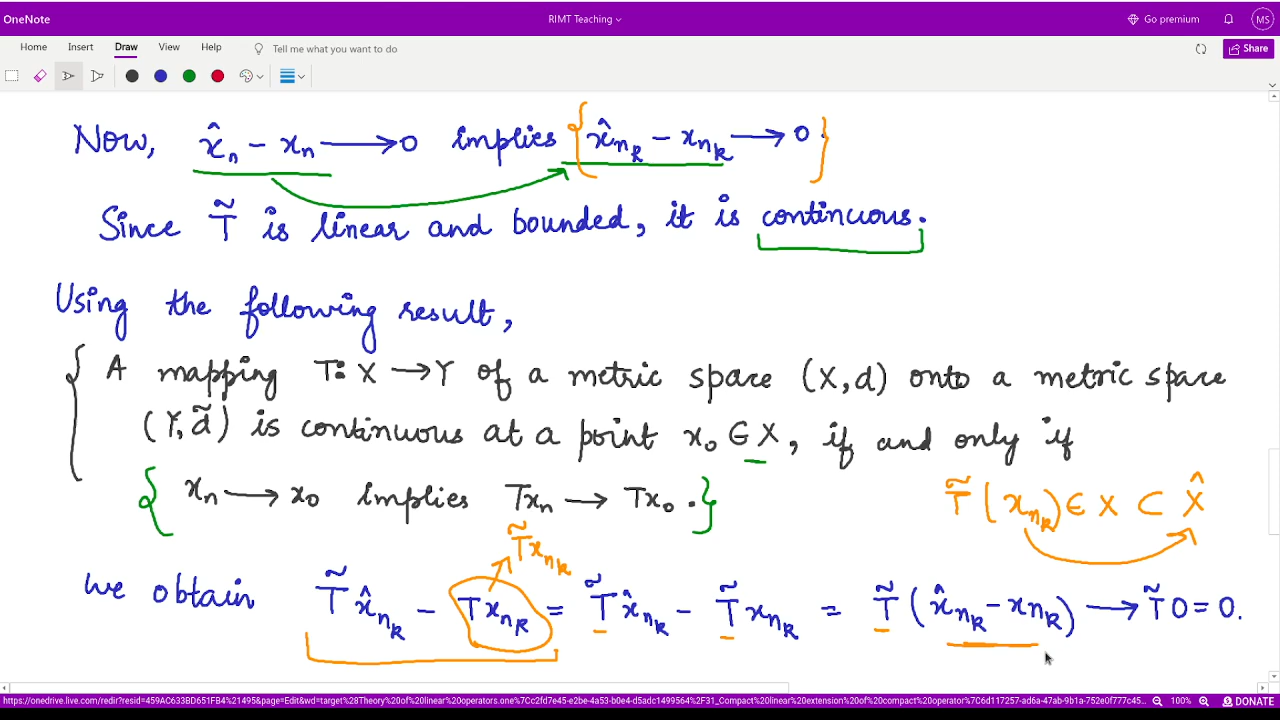 OneNote
RIMT Teaching
Go premium
MS
Home Insert Draw View Help Tell me what you want to do
Share
Now, x̂ₙ − xₙ ⟶ 0 implies { x̂ₙₖ − xₙₖ ⟶ 0 }
Since T̃ is linear and bounded, it is continuous.
Using the following result,
{ A mapping T: X ⟶ Y of a metric space (X, d) onto a metric space
(Y, d̃) is continuous at a point x₀ ∈ X, if and only if
{ xₙ ⟶ x₀ implies Txₙ ⟶ Tx₀. }
T̃(xₙₖ) ∈ X ⊂ X̂
T̃xₙₖ
We obtain T̃x̂ₙₖ − Txₙₖ = T̃x̂ₙₖ − T̃xₙₖ = T̃(x̂ₙₖ − xₙₖ) ⟶ T̃0 = 0.
100%
DONATE